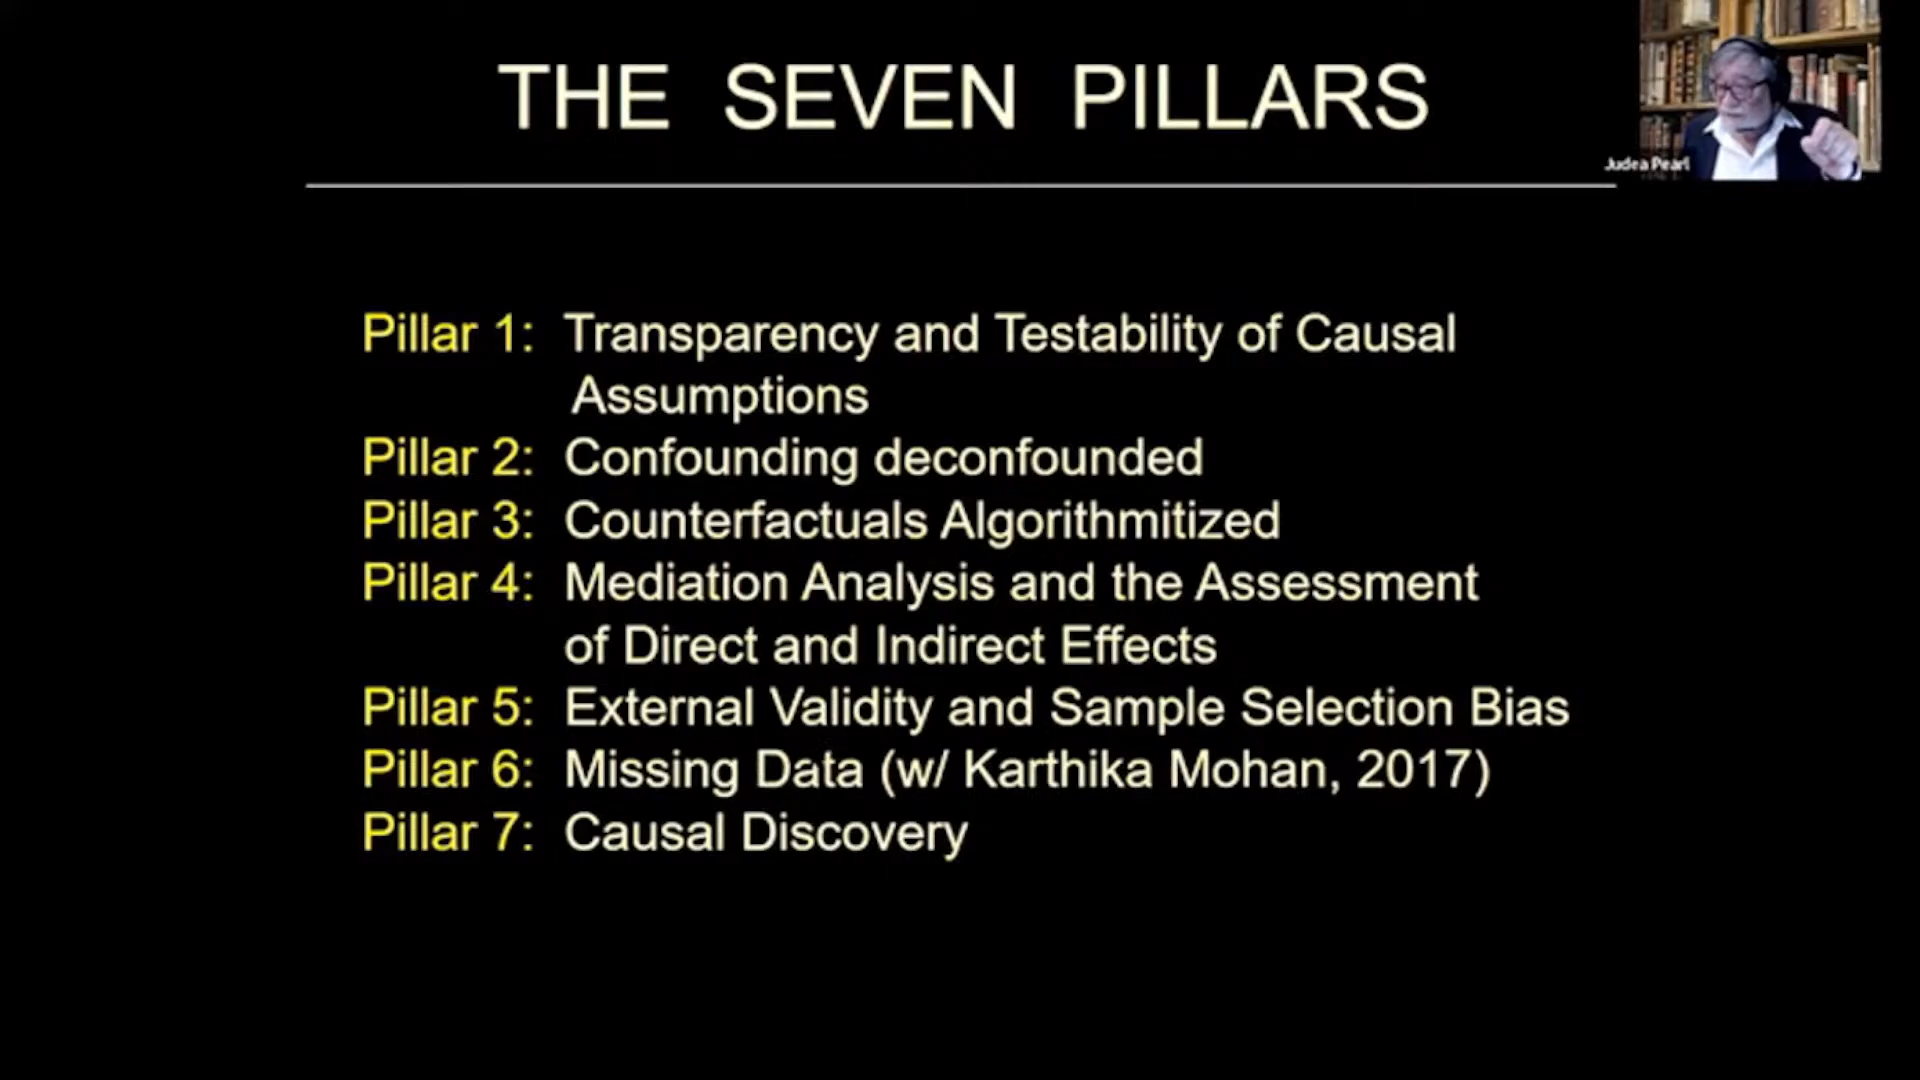 THE SEVEN PILLARS
Judea Pearl
Pillar 1: Transparency and Testability of Causal
Assumptions
Pillar 2: Confounding deconfounded
Pillar 3: Counterfactuals Algorithmitized
Pillar 4: Mediation Analysis and the Assessment
of Direct and Indirect Effects
Pillar 5: External Validity and Sample Selection Bias
Pillar 6: Missing Data (w/ Karthika Mohan, 2017)
Pillar 7: Causal Discovery